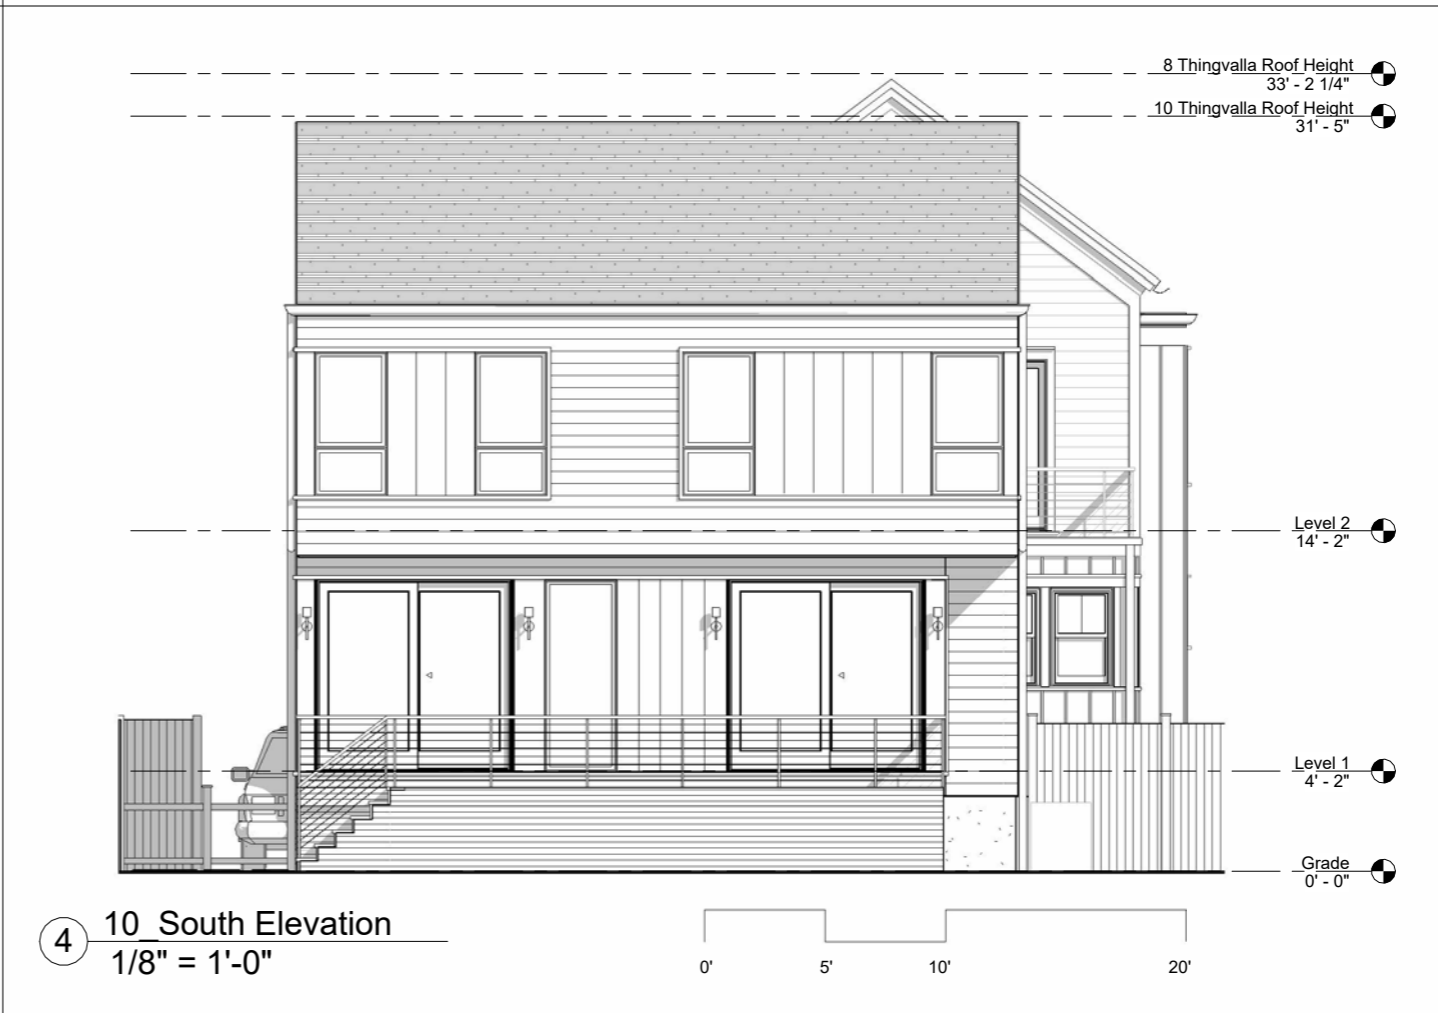 8 Thingvalla Roof Height
33' - 2 1/4"
10 Thingvalla Roof Height
31' - 5"
Level 2
14' - 2"
Level 1
4' - 2"
Grade
0' - 0"
4
10_South Elevation
1/8" = 1'-0"
0' 5' 10' 20'